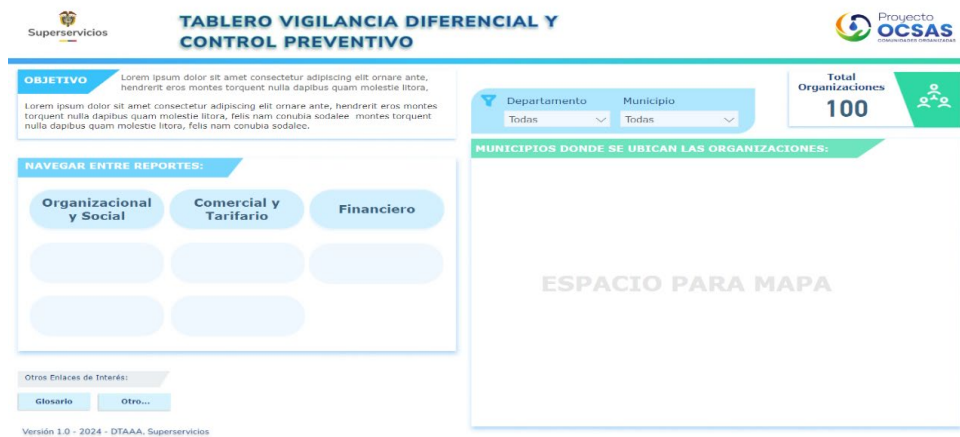 Superservicios
TABLERO VIGILANCIA DIFERENCIAL Y
CONTROL PREVENTIVO
Proyecto
OCSAS
COMUNIDADES ORGANIZADAS
OBJETIVO
Lorem ipsum dolor sit amet consectetur adipiscing elit ornare ante,
hendrerit eros montes torquent nulla dapibus quam molestie litora,
Lorem ipsum dolor sit amet consectetur adipiscing elit ornare ante, hendrerit eros montes
torquent nulla dapibus quam molestie litora, felis nam conubia sodalee montes torquent
nulla dapibus quam molestie litora, felis nam conubia sodalee.
Departamento
Todas
Municipio
Todas
Total
Organizaciones
100
NAVEGAR ENTRE REPORTES:
Organizacional
y Social
Comercial y
Tarifario
Financiero
MUNICIPIOS DONDE SE UBICAN LAS ORGANIZACIONES:
ESPACIO PARA MAPA
Otros Enlaces de Interés:
Glosario
Otro...
Versión 1.0 - 2024 - DTAAA. Superservicios